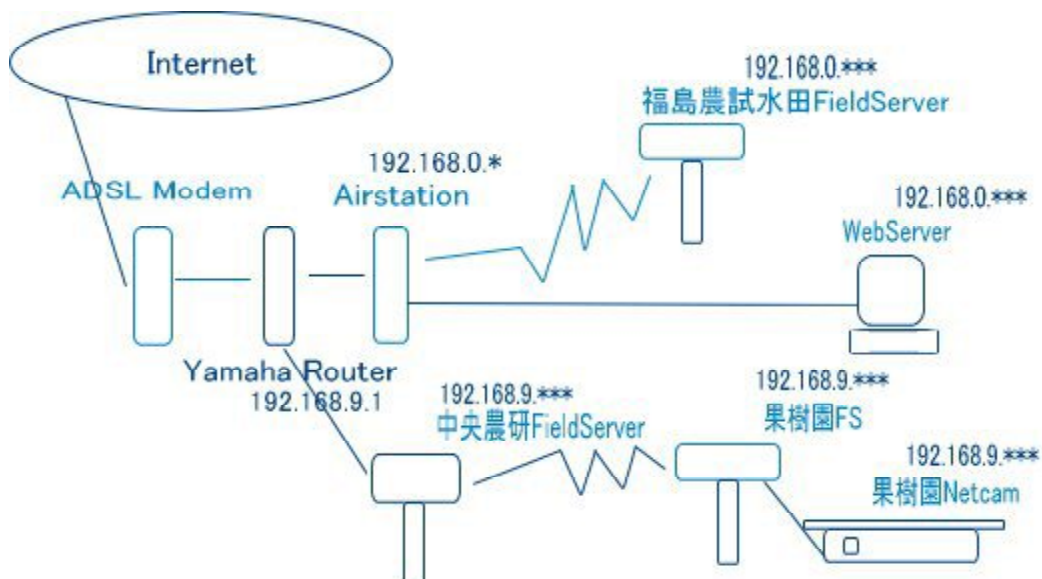 Internet
192.168.0.***
福島農試水田FieldServer
192.168.0.*
ADSL Modem
Airstation
192.168.0.***
WebServer
Yamaha Router
192.168.9.1
192.168.9.***
中央農研FieldServer
192.168.9.***
果樹園FS
192.168.9.***
果樹園Netcam